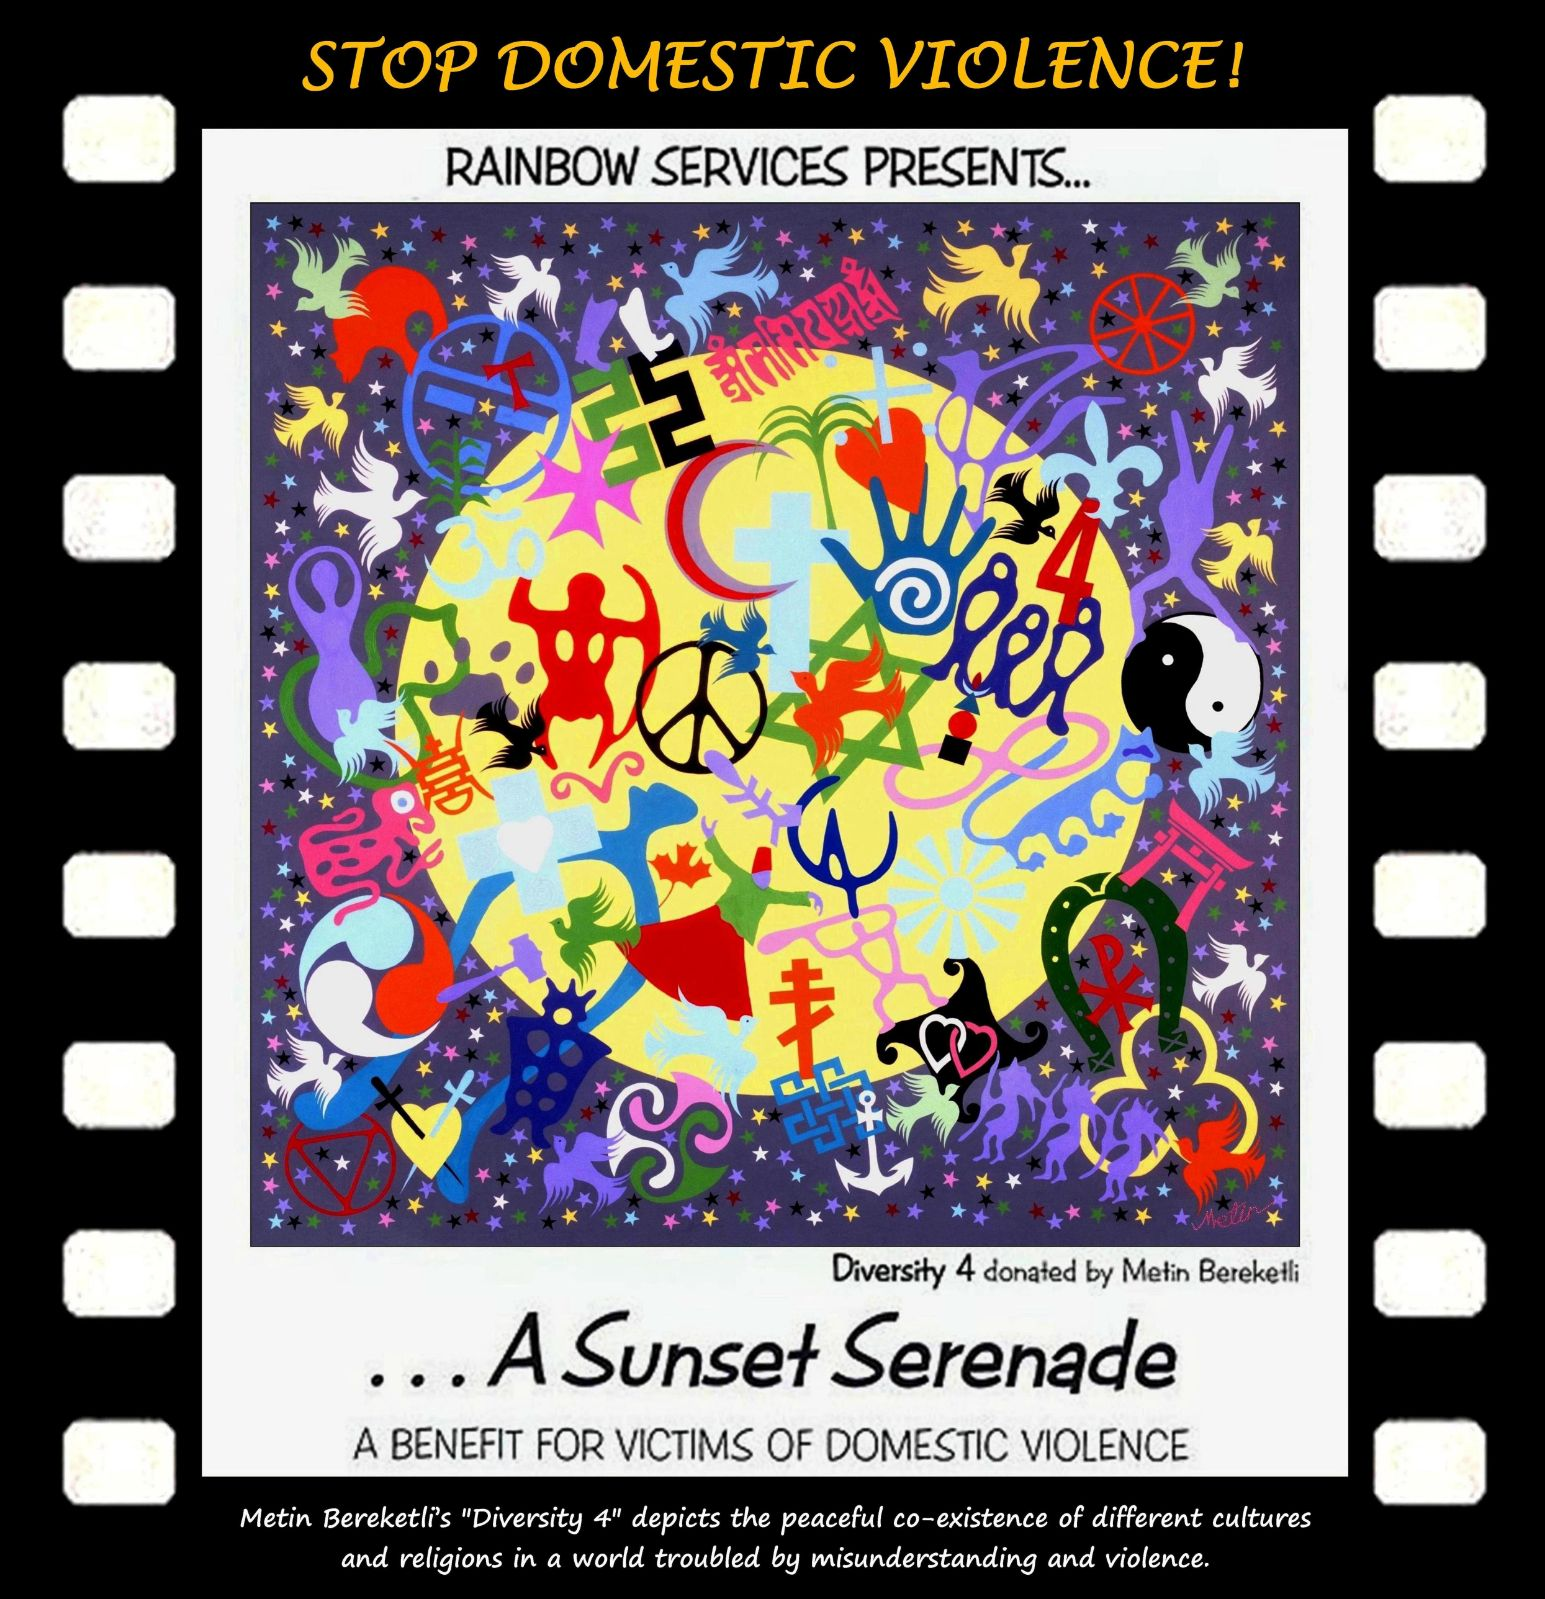 STOP DOMESTIC VIOLENCE!
RAINBOW SERVICES PRESENTS...
ॐ
4
Metin
Diversity 4 donated by Metin Bereketli
...A Sunset Serenade
A BENEFIT FOR VICTIMS OF DOMESTIC VIOLENCE
Metin Bereketli's "Diversity 4" depicts the peaceful co-existence of different cultures
and religions in a world troubled by misunderstanding and violence.